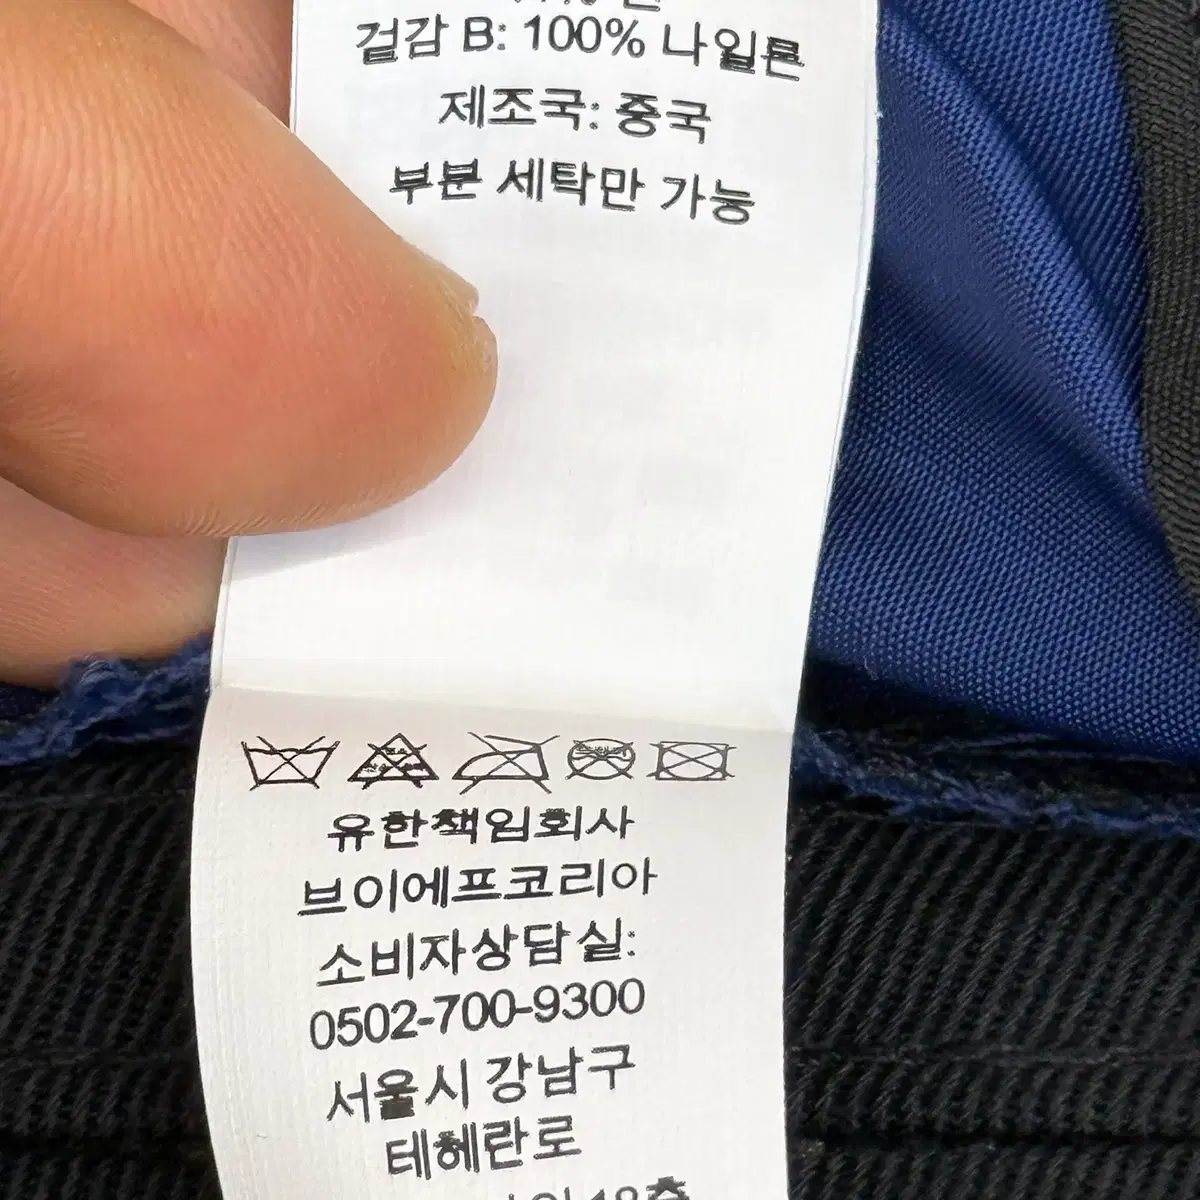 걸감 B: 100% 나일론
제조국: 중국
부분 세탁만 가능
유한책임회사
브이에프코리아
소비자상담실:
0502-700-9300
서울시 강남구
테헤란로